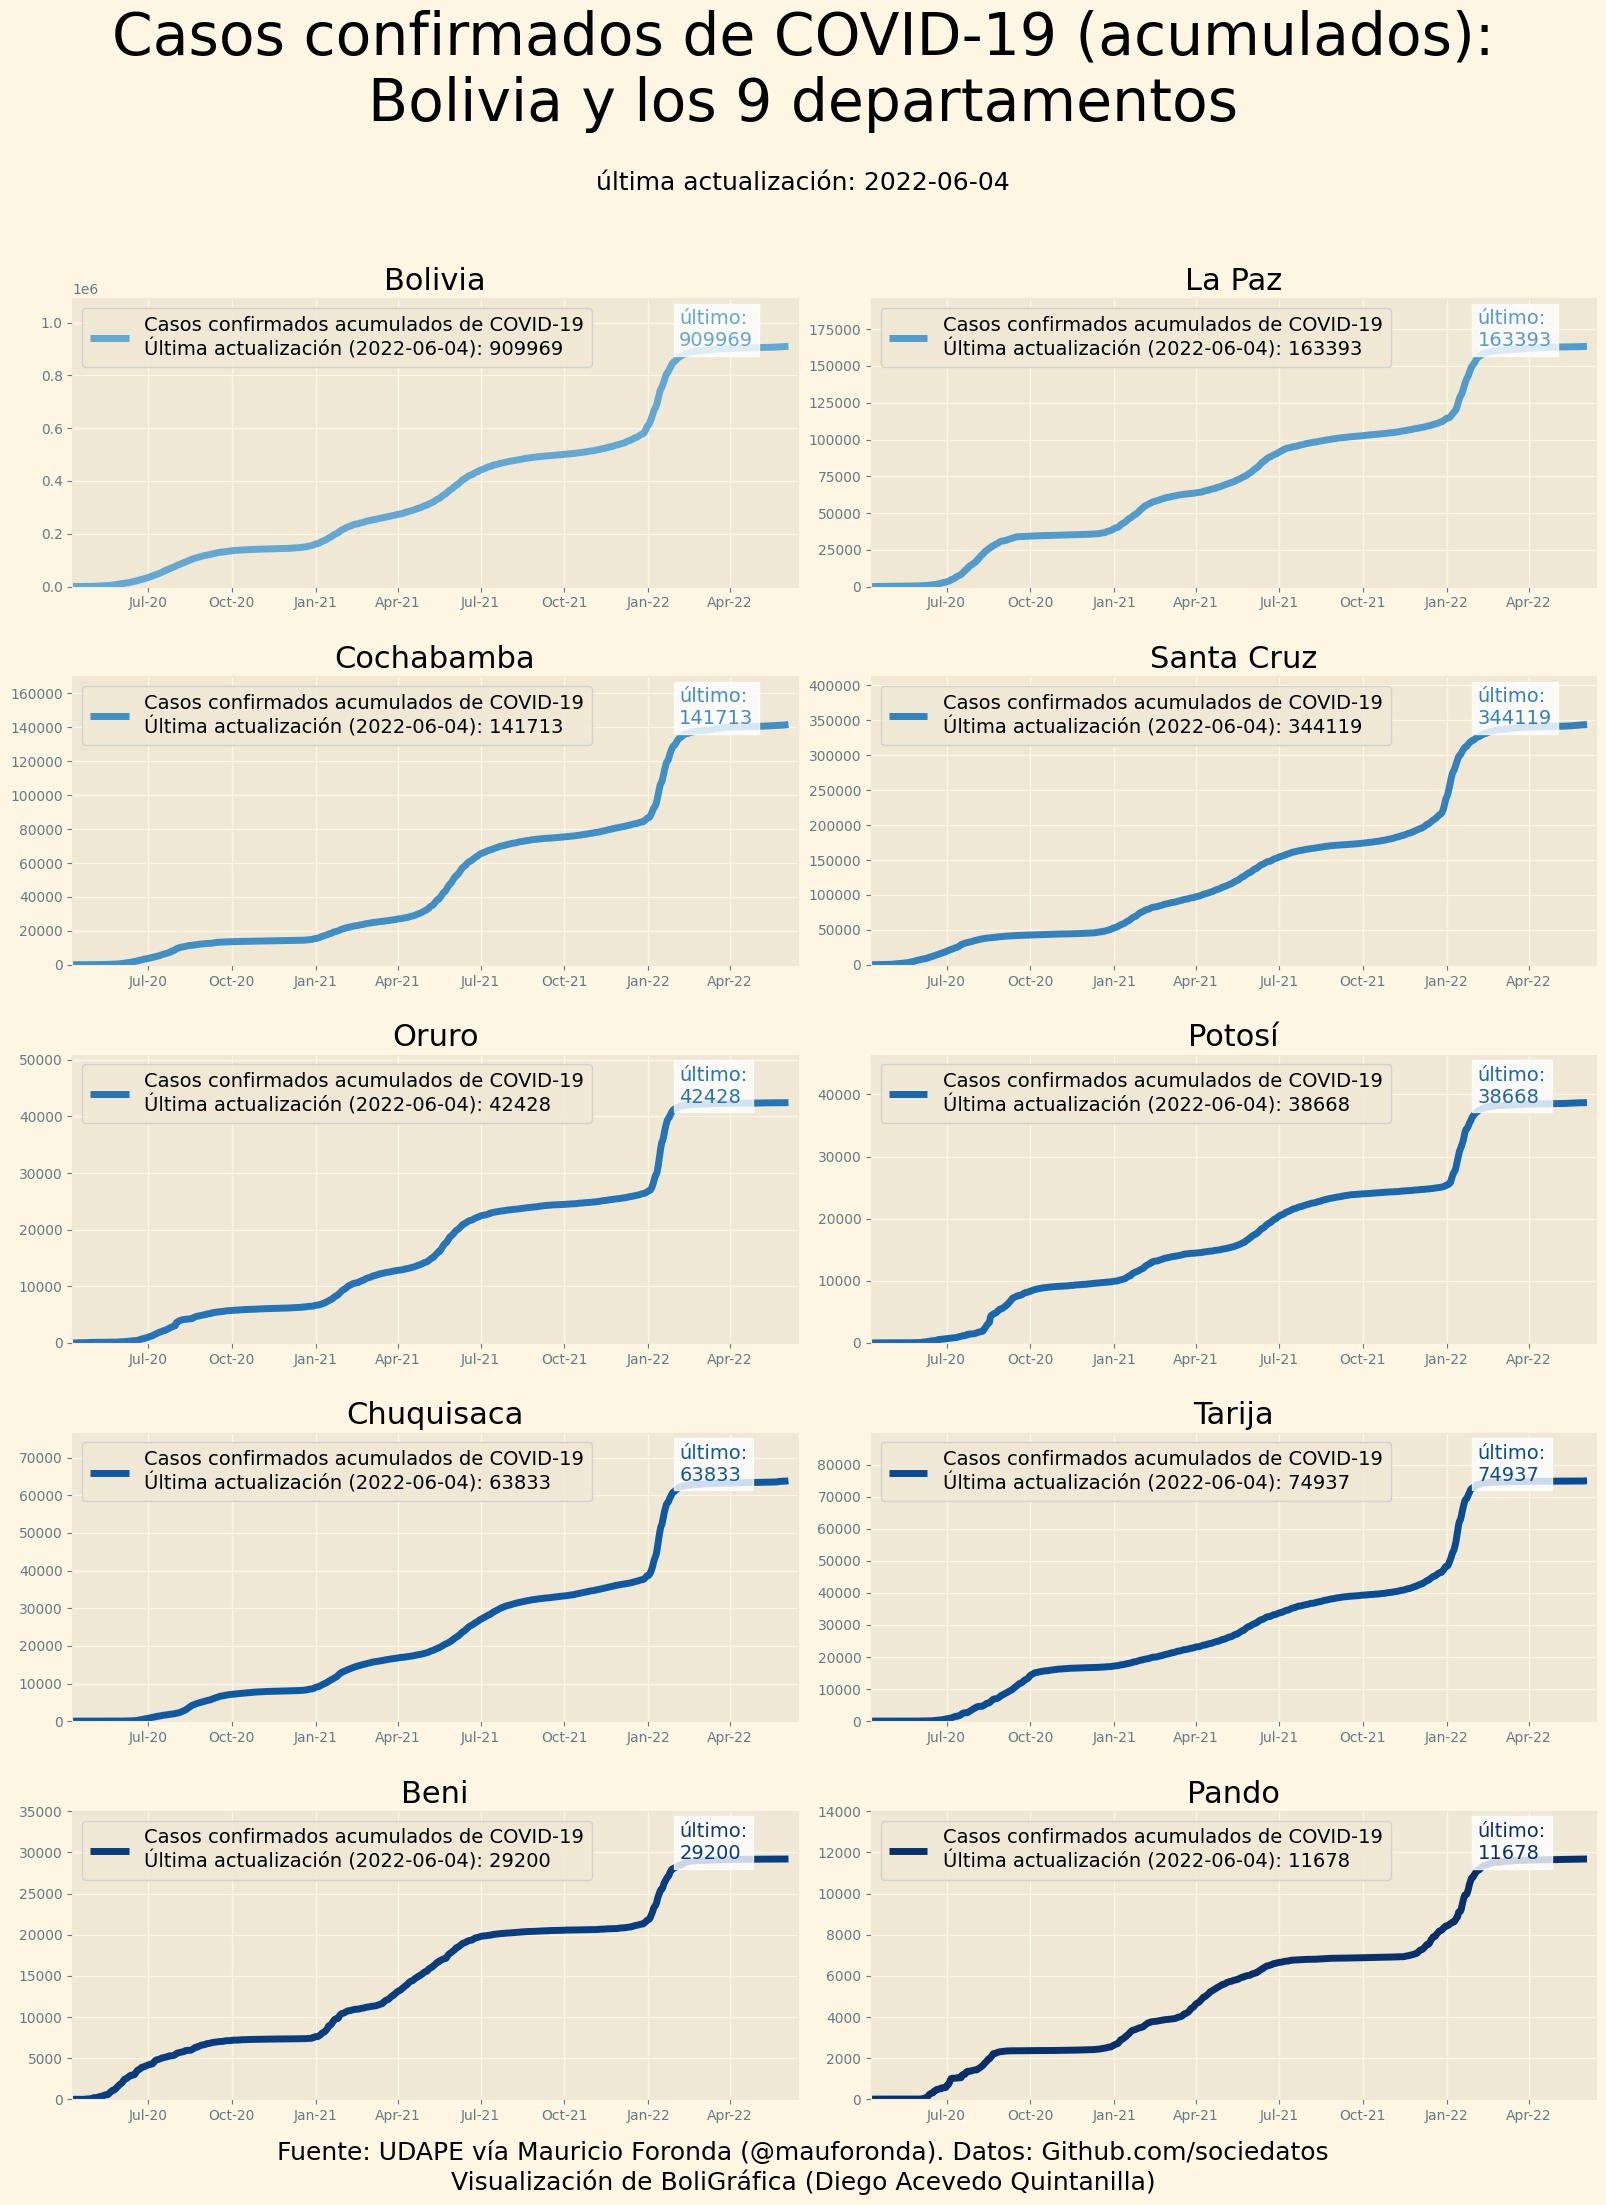 Casos confirmados de COVID-19 (acumulados):
Bolivia y los 9 departamentos
última actualización: 2022-06-04
Bolivia
1e6
Casos confirmados acumulados de COVID-19
Última actualización (2022-06-04): 909969
último:
909969
1.0
0.8
0.6
0.4
0.2
0.0
Jul-20 Oct-20 Jan-21 Apr-21 Jul-21 Oct-21 Jan-22 Apr-22
La Paz
Casos confirmados acumulados de COVID-19
Última actualización (2022-06-04): 163393
último:
163393
175000
150000
125000
100000
75000
50000
25000
0
Jul-20 Oct-20 Jan-21 Apr-21 Jul-21 Oct-21 Jan-22 Apr-22
Cochabamba
Casos confirmados acumulados de COVID-19
Última actualización (2022-06-04): 141713
último:
141713
160000
140000
120000
100000
80000
60000
40000
20000
0
Jul-20 Oct-20 Jan-21 Apr-21 Jul-21 Oct-21 Jan-22 Apr-22
Santa Cruz
Casos confirmados acumulados de COVID-19
Última actualización (2022-06-04): 344119
último:
344119
400000
350000
300000
250000
200000
150000
100000
50000
0
Jul-20 Oct-20 Jan-21 Apr-21 Jul-21 Oct-21 Jan-22 Apr-22
Oruro
Casos confirmados acumulados de COVID-19
Última actualización (2022-06-04): 42428
último:
42428
50000
40000
30000
20000
10000
0
Jul-20 Oct-20 Jan-21 Apr-21 Jul-21 Oct-21 Jan-22 Apr-22
Potosí
Casos confirmados acumulados de COVID-19
Última actualización (2022-06-04): 38668
último:
38668
40000
30000
20000
10000
0
Jul-20 Oct-20 Jan-21 Apr-21 Jul-21 Oct-21 Jan-22 Apr-22
Chuquisaca
Casos confirmados acumulados de COVID-19
Última actualización (2022-06-04): 63833
último:
63833
70000
60000
50000
40000
30000
20000
10000
0
Jul-20 Oct-20 Jan-21 Apr-21 Jul-21 Oct-21 Jan-22 Apr-22
Tarija
Casos confirmados acumulados de COVID-19
Última actualización (2022-06-04): 74937
último:
74937
80000
70000
60000
50000
40000
30000
20000
10000
0
Jul-20 Oct-20 Jan-21 Apr-21 Jul-21 Oct-21 Jan-22 Apr-22
Beni
Casos confirmados acumulados de COVID-19
Última actualización (2022-06-04): 29200
último:
29200
35000
30000
25000
20000
15000
10000
5000
0
Jul-20 Oct-20 Jan-21 Apr-21 Jul-21 Oct-21 Jan-22 Apr-22
Pando
Casos confirmados acumulados de COVID-19
Última actualización (2022-06-04): 11678
último:
11678
14000
12000
10000
8000
6000
4000
2000
0
Jul-20 Oct-20 Jan-21 Apr-21 Jul-21 Oct-21 Jan-22 Apr-22
Fuente: UDAPE vía Mauricio Foronda (@mauforonda). Datos: Github.com/sociedatos
Visualización de BoliGráfica (Diego Acevedo Quintanilla)